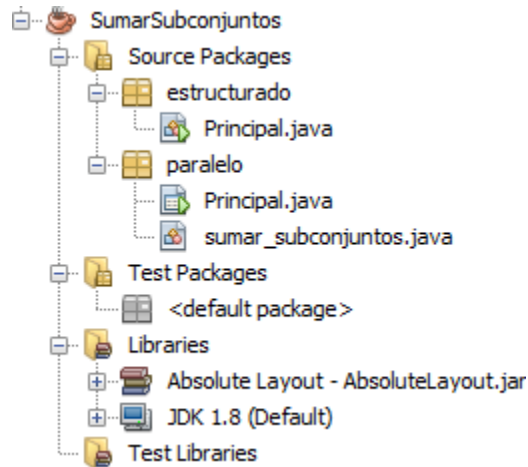 SumarSubconjuntos
Source Packages
estructurado
Principal.java
paralelo
Principal.java
sumar_subconjuntos.java
Test Packages
<default package>
Libraries
Absolute Layout - AbsoluteLayout.jar
JDK 1.8 (Default)
Test Libraries